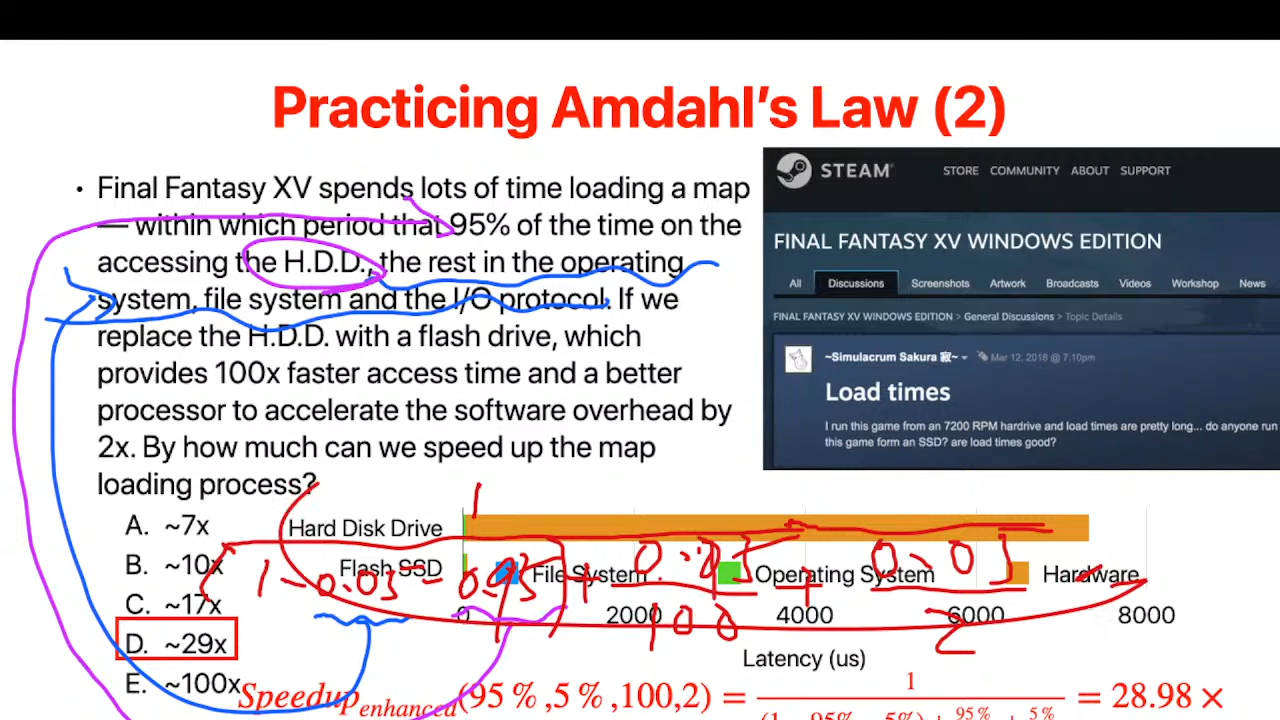 Practicing Amdahl's Law (2)
• Final Fantasy XV spends lots of time loading a map
— within which period that 95% of the time on the
accessing the H.D.D., the rest in the operating
system, file system and the I/O protocol. If we
replace the H.D.D. with a flash drive, which
provides 100x faster access time and a better
processor to accelerate the software overhead by
2x. By how much can we speed up the map
loading process?
A. ~7x
B. ~10x
C. ~17x
D. ~29x
E. ~100x
STEAM
STORE COMMUNITY ABOUT SUPPORT
FINAL FANTASY XV WINDOWS EDITION
All Discussions Screenshots Artwork Broadcasts Videos Workshop News
FINAL FANTASY XV WINDOWS EDITION > General Discussions > Topic Details
~Simulacrum Sakura 寂~ Mar 12, 2018 @ 7:10pm
Load times
I run this game from an 7200 RPM hardrive and load times are pretty long... do anyone run
this game form an SSD? are load times good?
Hard Disk Drive
Flash SSD
File System Operating System Hardware
0 2000 4000 6000 8000
Latency (us)
1
1 - 0.05 - 0.95 + 0.95 + 0.05
100 2
Speedup enhanced (95%,5%,100,2) = 1 = 28.98 ×
(1 - 95% - 5%) + 95% + 5%